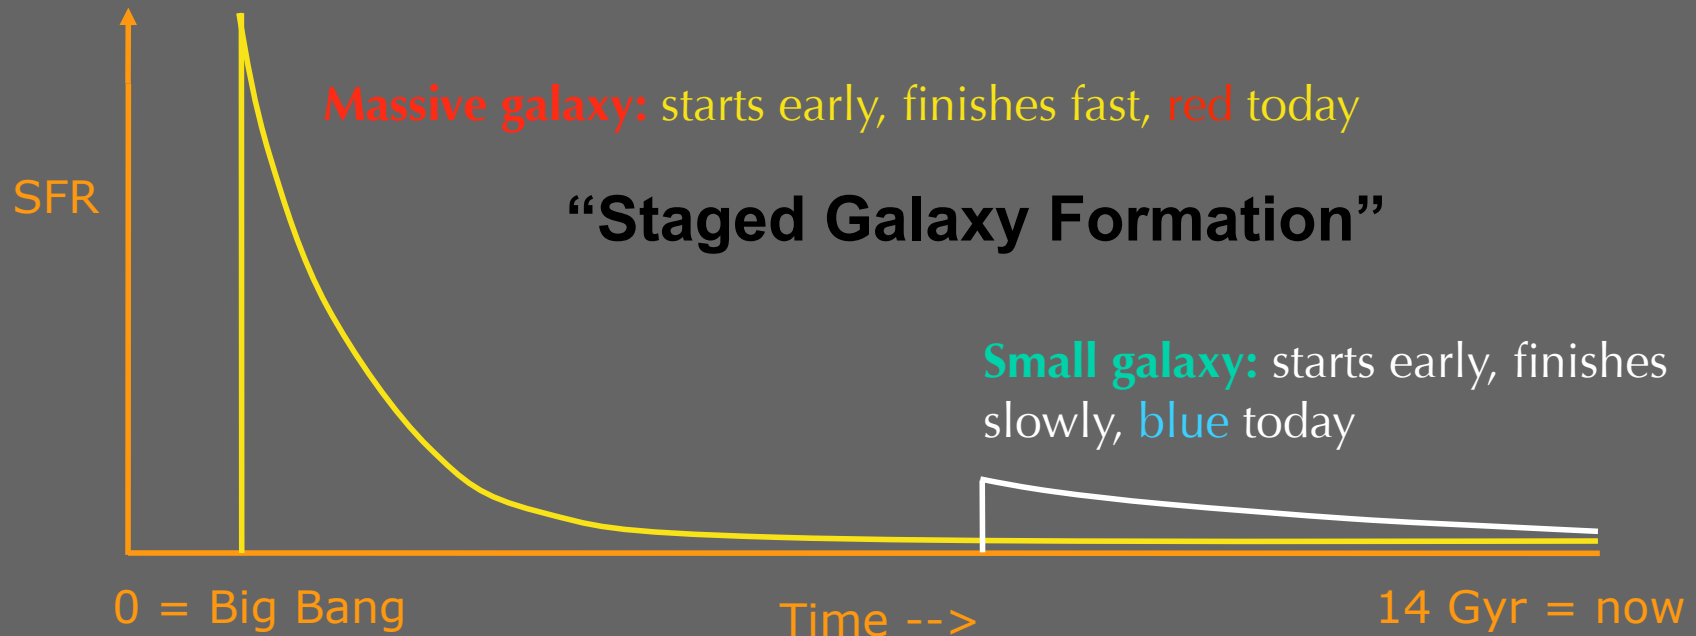 Massive galaxy: starts early, finishes fast, red today
SFR
“Staged Galaxy Formation”
Small galaxy: starts early, finishes
slowly, blue today
0 = Big Bang
Time -->
14 Gyr = now